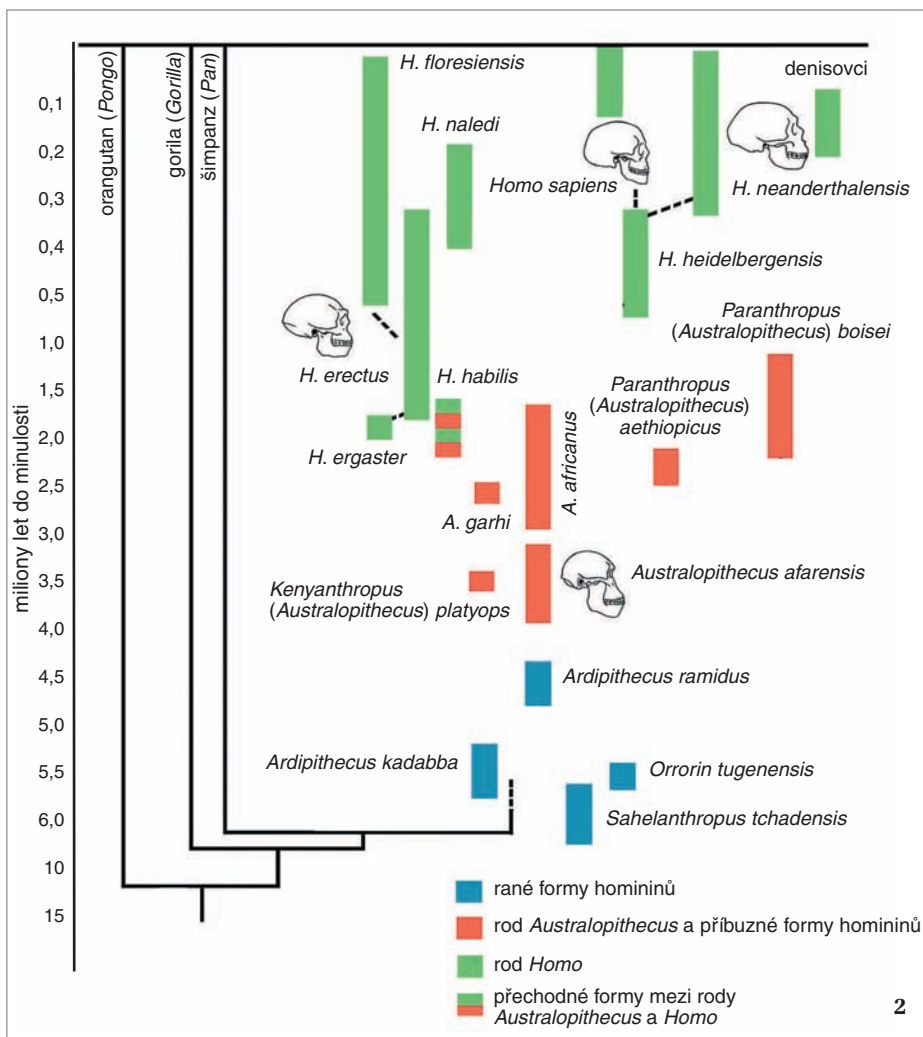 orangutan (Pongo)
gorila (Gorilla)
šimpanz (Pan)
H. floresiensis
denisovci
0,1
H. naledi
0,2
Homo sapiens
H. neanderthalensis
0,3
0,4
H. heidelbergensis
0,5
Paranthropus
(Australopithecus) boisei
1,0
H. erectus
H. habilis
Paranthropus
(Australopithecus)
aethiopicus
1,5
2,0
H. ergaster
A. africanus
2,5
A. garhi
3,0
miliony let do minulosti
Kenyanthropus
(Australopithecus) platyops
Australopithecus afarensis
3,5
4,0
4,5
Ardipithecus ramidus
5,0
Ardipithecus kadabba
Orrorin tugenensis
5,5
Sahelanthropus tchadensis
6,0
10
15
rané formy homininů
rod Australopithecus a příbuzné formy homininů
rod Homo
přechodné formy mezi rody
Australopithecus a Homo
2